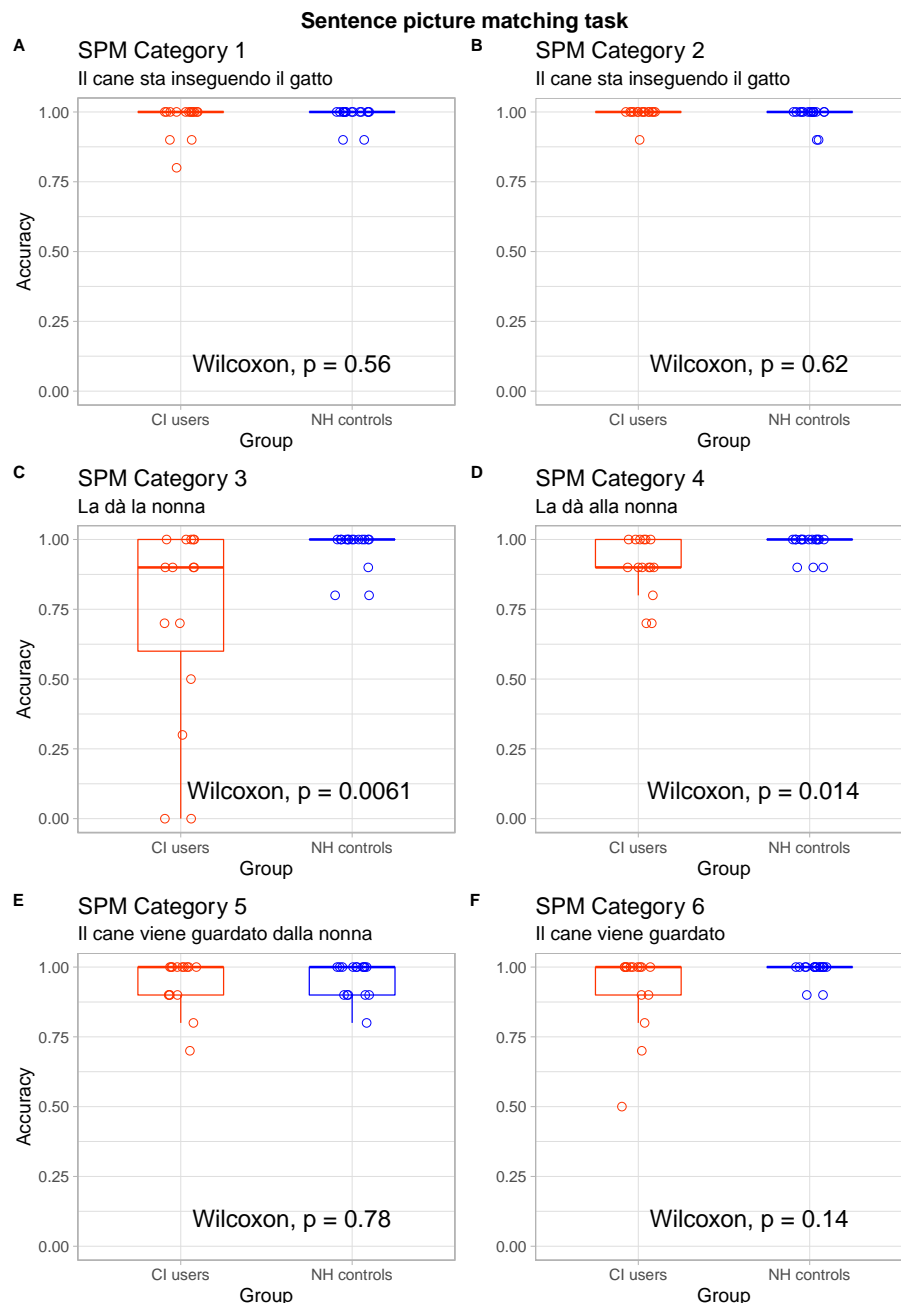 Sentence picture matching task
A
SPM Category 1
Il cane sta inseguendo il gatto
Accuracy
1.00
0.75
0.50
0.25
0.00
Wilcoxon, p = 0.56
CI users
NH controls
Group
B
SPM Category 2
Il cane sta inseguendo il gatto
1.00
0.75
0.50
0.25
0.00
Wilcoxon, p = 0.62
CI users
NH controls
Group
C
SPM Category 3
La dà la nonna
Accuracy
1.00
0.75
0.50
0.25
0.00
Wilcoxon, p = 0.0061
CI users
NH controls
Group
D
SPM Category 4
La dà alla nonna
1.00
0.75
0.50
0.25
0.00
Wilcoxon, p = 0.014
CI users
NH controls
Group
E
SPM Category 5
Il cane viene guardato dalla nonna
Accuracy
1.00
0.75
0.50
0.25
0.00
Wilcoxon, p = 0.78
CI users
NH controls
Group
F
SPM Category 6
Il cane viene guardato
1.00
0.75
0.50
0.25
0.00
Wilcoxon, p = 0.14
CI users
NH controls
Group